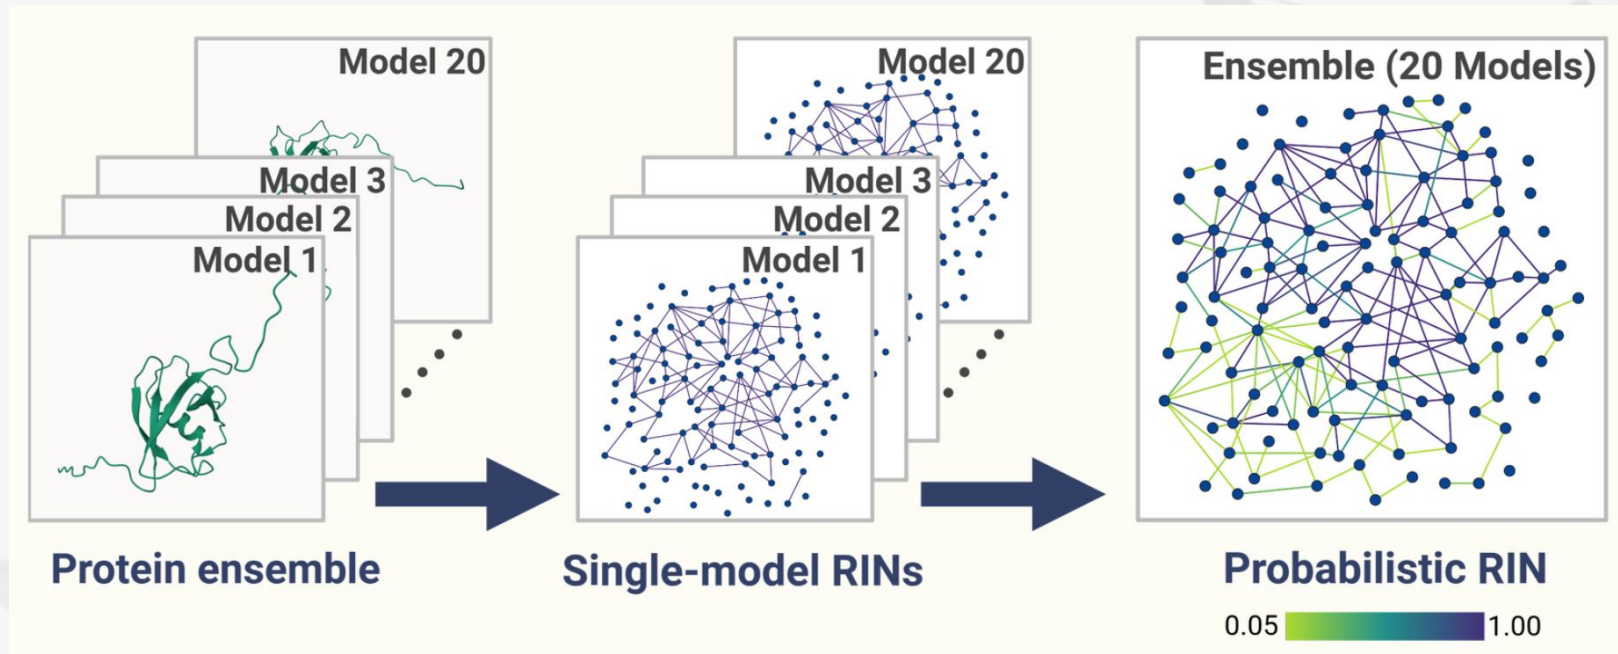 Model 20
Model 3
Model 2
Model 1
Protein ensemble
Model 20
Model 3
Model 2
Model 1
Single-model RINs
Ensemble (20 Models)
Probabilistic RIN
0.05 1.00